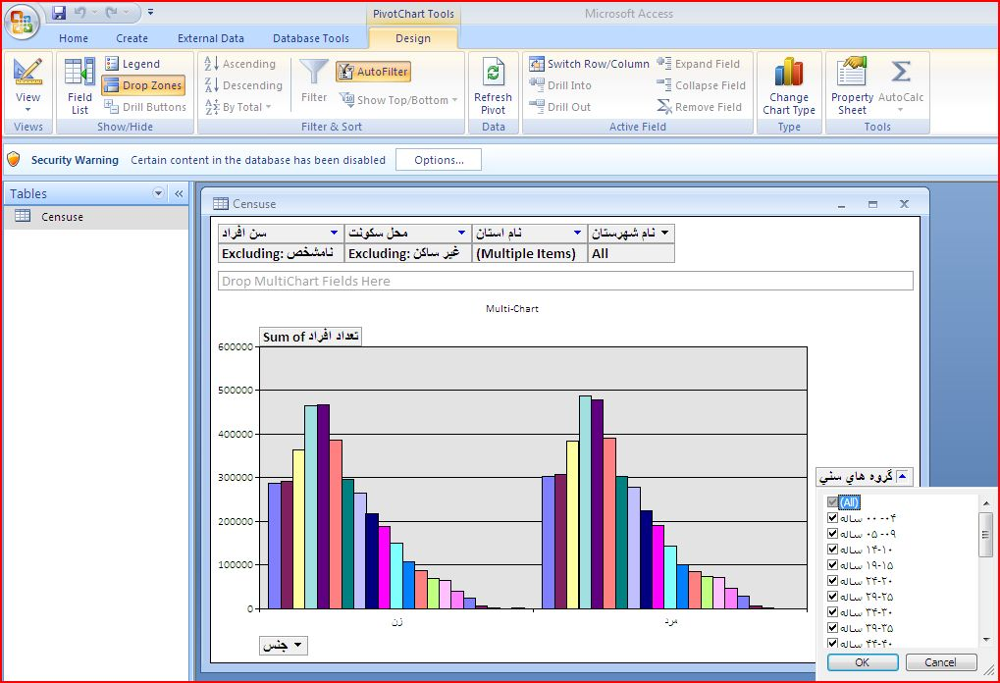 PivotChart Tools
Microsoft Access
Home
Create
External Data
Database Tools
Design
View
Views
Field List
Legend
Drop Zones
Drill Buttons
Show/Hide
Ascending
Descending
By Total
Filter
AutoFilter
Show Top/Bottom
Filter & Sort
Refresh Pivot
Data
Switch Row/Column
Drill Into
Drill Out
Expand Field
Collapse Field
Remove Field
Active Field
Change Chart Type
Type
Property Sheet
AutoCalc
Tools
Security Warning Certain content in the database has been disabled Options...
Tables
Censuse
Censuse
سن افراد
محل سکونت
نام استان
نام شهرستان
Excluding: نامشخص
Excluding: غیر ساکن
(Multiple Items)
All
Drop MultiChart Fields Here
Multi-Chart
Sum of تعداد افراد
600000
500000
400000
300000
200000
100000
0
زن
مرد
جنس
گروه هاي سني
(All)
۰۰-۰۴ ساله
۰۵-۰۹ ساله
۱۴-۱۰ ساله
۱۹-۱۵ ساله
۲۴-۲۰ ساله
۲۹-۲۵ ساله
۳۴-۳۰ ساله
۳۹-۳۵ ساله
۴۴-۴۰ ساله
OK
Cancel